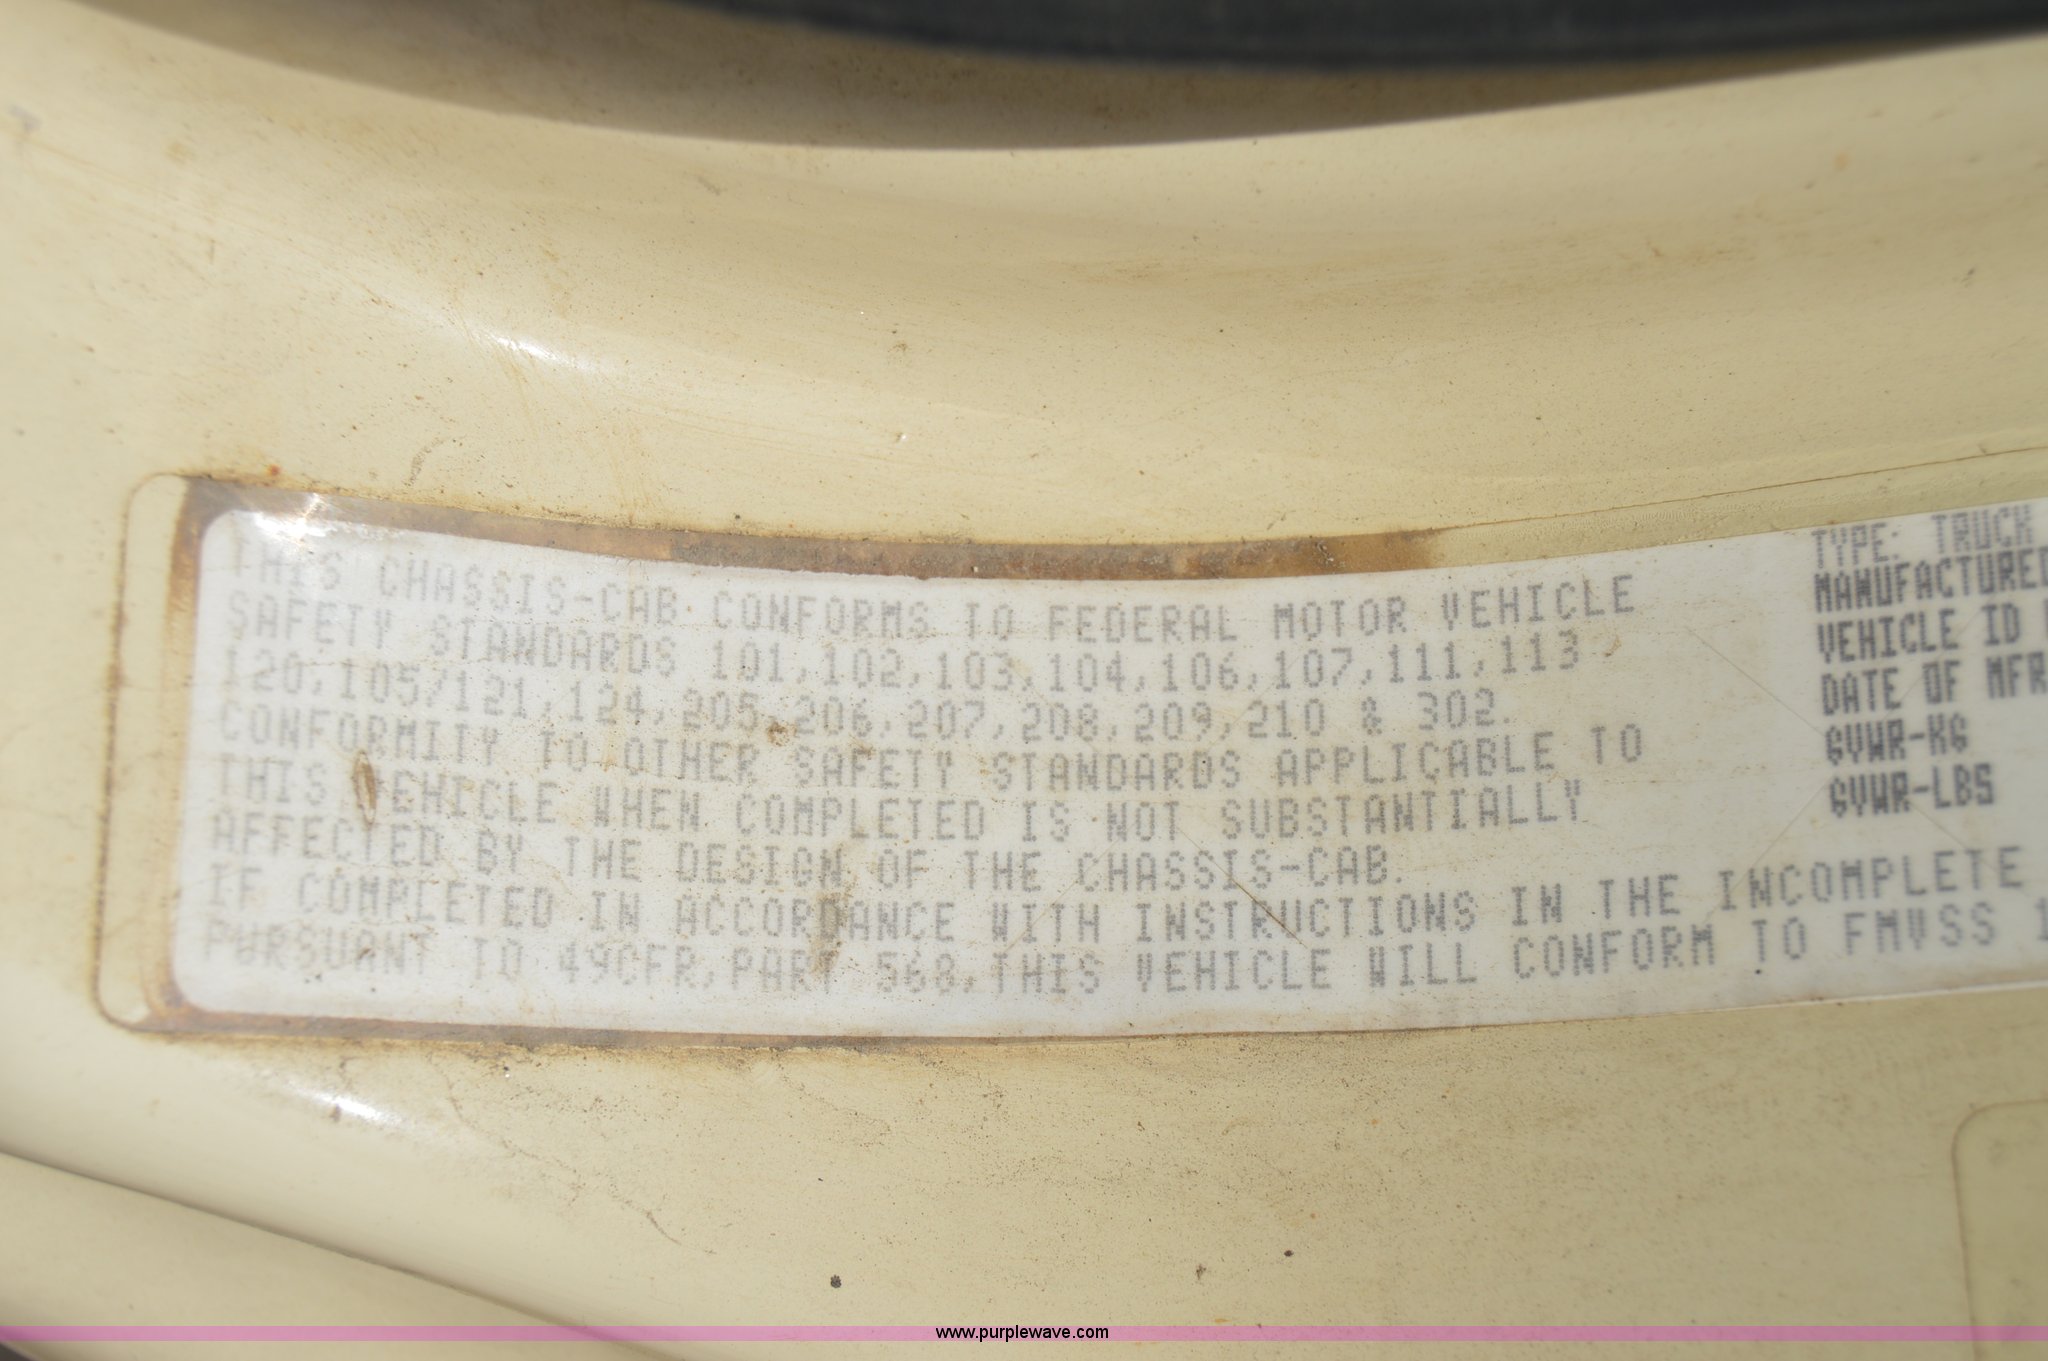 THIS CHASSIS-CAB CONFORMS TO FEDERAL MOTOR VEHICLE
SAFETY STANDARDS 101,102,103,104,106,107,111,113
120,105/121,124,205,206,207,208,209,210 & 302.
CONFORMITY TO OTHER SAFETY STANDARDS APPLICABLE TO
THIS VEHICLE WHEN COMPLETED IS NOT SUBSTANTIALLY
AFFECTED BY THE DESIGN OF THE CHASSIS-CAB.
IF COMPLETED IN ACCORDANCE WITH INSTRUCTIONS IN THE INCOMPLETE
PURSUANT TO 49CFR,PART 568,THIS VEHICLE WILL CONFORM TO FMVSS 1
TYPE: TRUCK
MANUFACTURED
VEHICLE ID
DATE OF MFR
GVWR-KG
GVWR-LBS
www.purplewave.com